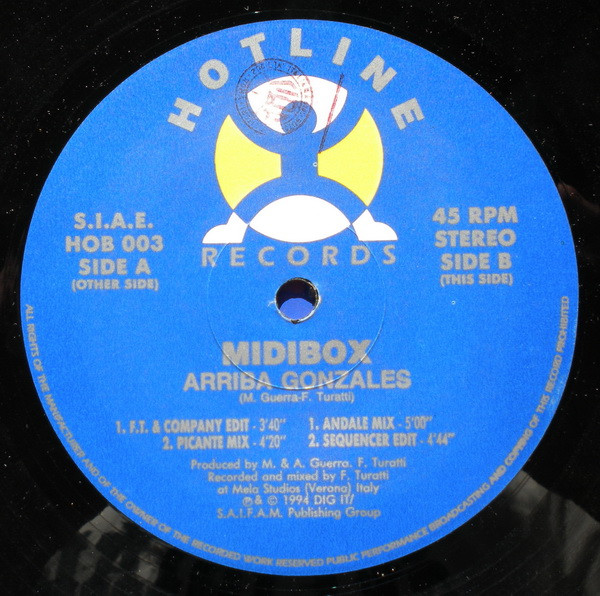 HOTLINE
RECORDS
S.I.A.E.
HOB 003
SIDE A
(OTHER SIDE)
45 RPM
STEREO
SIDE B
(THIS SIDE)
MIDIBOX
ARRIBA GONZALES
(M. Guerra-F. Turatti)
1. F.T. & COMPANY EDIT - 3'40"
2. PICANTE MIX - 4'20"
1. ANDALE MIX - 5'00"
2. SEQUENCER EDIT - 4'44"
Produced by M. & A. Guerra. F. Turatti
Recorded and mixed by F. Turatti
at Mela Studios (Verona) Italy
℗& © 1994 DIG IT/
S.A.I.F.A.M. Publishing Group
ALL RIGHTS OF THE MANUFACTURER AND OF THE OWNER OF THE RECORDED WORK RESERVED PUBLIC PERFORMANCE BROADCASTING AND COPYING OF THIS RECORD PROHIBITED